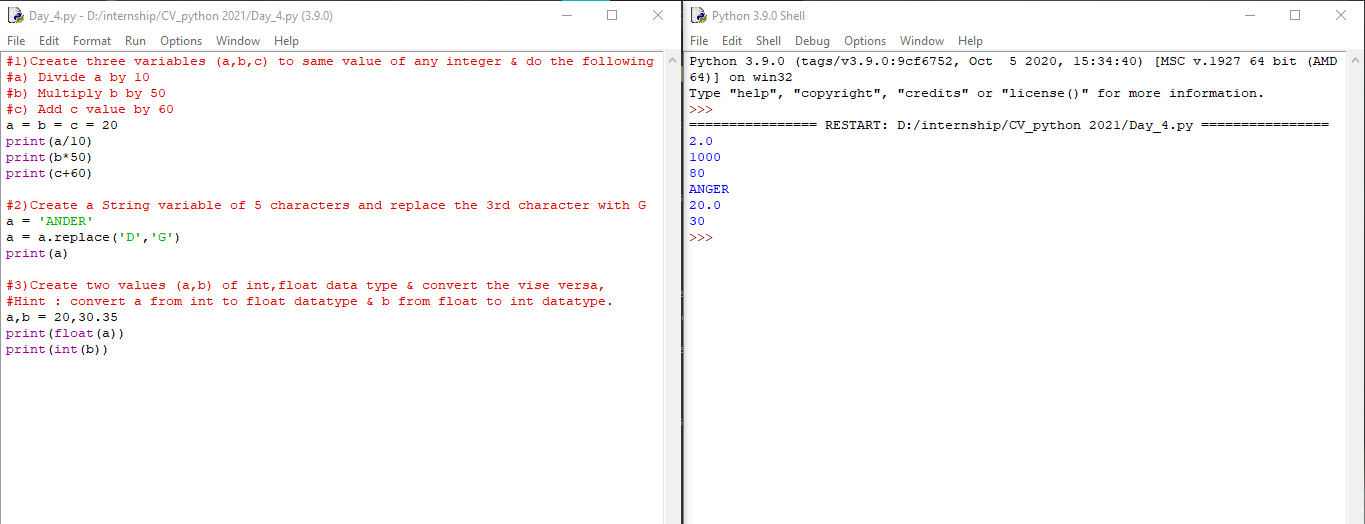 Day_4.py - D:/internship/CV_python 2021/Day_4.py (3.9.0)
File Edit Format Run Options Window Help
#1)Create three variables (a,b,c) to same value of any integer & do the following
#a) Divide a by 10
#b) Multiply b by 50
#c) Add c value by 60
a = b = c = 20
print(a/10)
print(b*50)
print(c+60)
#2)Create a String variable of 5 characters and replace the 3rd character with G
a = 'ANDER'
a = a.replace('D','G')
print(a)
#3)Create two values (a,b) of int,float data type & convert the vise versa,
#Hint : convert a from int to float datatype & b from float to int datatype.
a,b = 20,30.35
print(float(a))
print(int(b))
Python 3.9.0 Shell
File Edit Shell Debug Options Window Help
Python 3.9.0 (tags/v3.9.0:9cf6752, Oct  5 2020, 15:34:40) [MSC v.1927 64 bit (AMD
64)] on win32
Type "help", "copyright", "credits" or "license()" for more information.
>>>
================ RESTART: D:/internship/CV_python 2021/Day_4.py ================
2.0
1000
80
ANGER
20.0
30
>>>